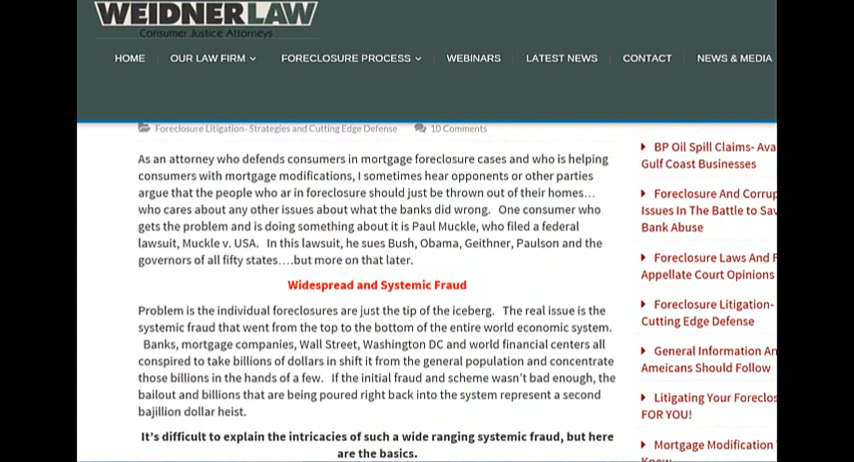 WEIDNERLAW
Consumer Justice Attorneys
HOME OUR LAW FIRM FORECLOSURE PROCESS WEBINARS LATEST NEWS CONTACT NEWS & MEDIA
Foreclosure Litigation- Strategies and Cutting Edge Defense 10 Comments
As an attorney who defends consumers in mortgage foreclosure cases and who is helping
consumers with mortgage modifications, I sometimes hear opponents or other parties
argue that the people who ar in foreclosure should just be thrown out of their homes…
who cares about any other issues about what the banks did wrong. One consumer who
gets the problem and is doing something about it is Paul Muckle, who filed a federal
lawsuit, Muckle v. USA. In this lawsuit, he sues Bush, Obama, Geithner, Paulson and the
governors of all fifty states….but more on that later.
Widespread and Systemic Fraud
Problem is the individual foreclosures are just the tip of the iceberg. The real issue is the
systemic fraud that went from the top to the bottom of the entire world economic system.
Banks, mortgage companies, Wall Street, Washington DC and world financial centers all
conspired to take billions of dollars in shift it from the general population and concentrate
those billions in the hands of a few. If the initial fraud and scheme wasn't bad enough, the
bailout and billions that are being poured right back into the system represent a second
bajillion dollar heist.
It's difficult to explain the intricacies of such a wide ranging systemic fraud, but here
are the basics.
BP Oil Spill Claims- Ava
Gulf Coast Businesses
Foreclosure And Corrup
Issues In The Battle to Sav
Bank Abuse
Foreclosure Laws And
Appellate Court Opinions
Foreclosure Litigation-
Cutting Edge Defense
General Information An
Ameicans Should Follow
Litigating Your Foreclos
FOR YOU!
Mortgage Modification